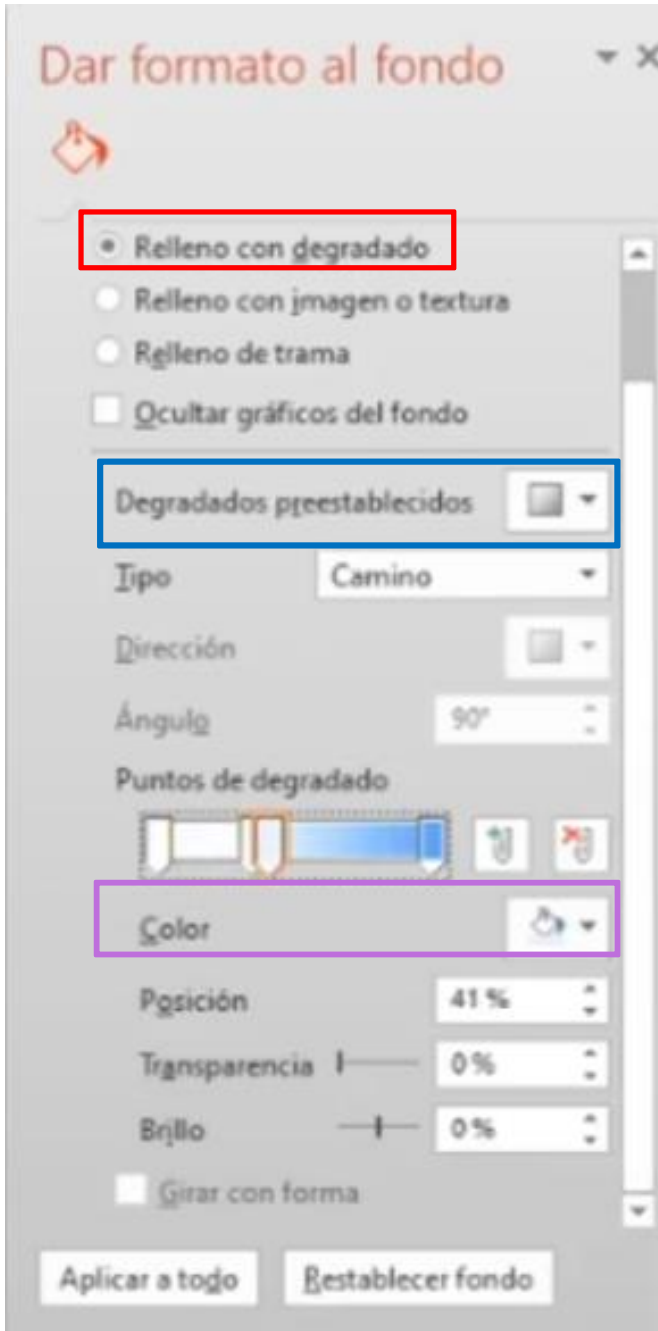 Dar formato al fondo
Relleno con degradado
Relleno con imagen o textura
Relleno de trama
Ocultar gráficos del fondo
Degradados preestablecidos
Tipo Camino
Dirección
Ángulo 90°
Puntos de degradado
Color
Posición 41 %
Transparencia 0 %
Brillo 0 %
Girar con forma
Aplicar a todo Restablecer fondo